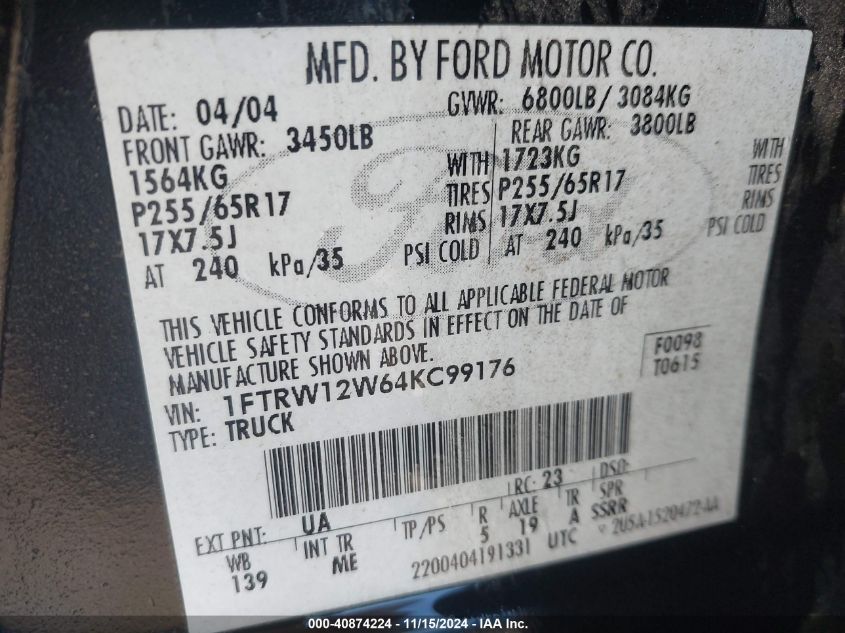 MFD. BY FORD MOTOR CO.
DATE: 04/04 GVWR: 6800LB/ 3084KG
FRONT GAWR: 3450LB REAR GAWR: 3800LB
1564KG WITH 1723KG WITH
P255/65R17 TIRES P255/65R17 TIRES
17X7.5J RIMS 17X7.5J RIMS
AT 240 kPa/35 PSI COLD AT 240 kPa/35 PSI COLD
THIS VEHICLE CONFORMS TO ALL APPLICABLE FEDERAL MOTOR
VEHICLE SAFETY STANDARDS IN EFFECT ON THE DATE OF
MANUFACTURE SHOWN ABOVE.
F0098
T0615
VIN: 1FTRW12W64KC99176
TYPE: TRUCK
RC: 23 DSO:
EXT PNT: UA
WB INT TR TP/PS R AXLE TR SPR
139 ME 5 19 A SSRR
2200404191331 UTC
000-40874224 - 11/15/2024 - IAA Inc.